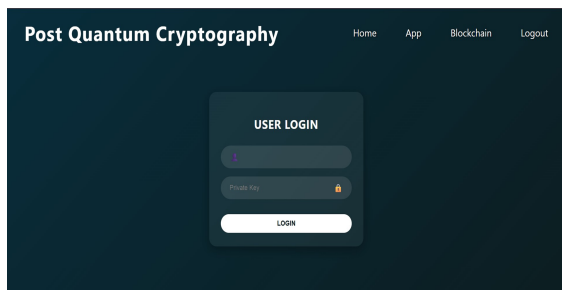 Post Quantum Cryptography
Home App Blockchain Logout
USER LOGIN
Private Key
LOGIN